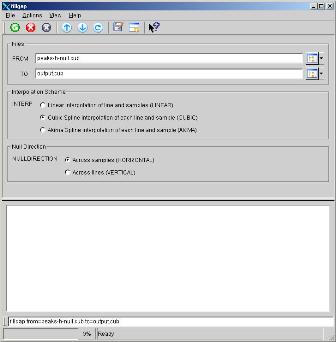 fillgap
File Options View Help
Files
FROM peaks-h-null.cub
TO output.cub
Interpolation Scheme
INTERP Linear interpolation of line and samples (LINEAR)
Cubic Spline interpolation of each line and sample (CUBIC)
Akima Spline interpolation of each line and sample (AKIMA)
Null Direction
NULLDIRECTION Across samples (HORIZONTAL)
Across lines (VERTICAL)
fillgap from=peaks-h-null.cub to=output.cub
0% Ready